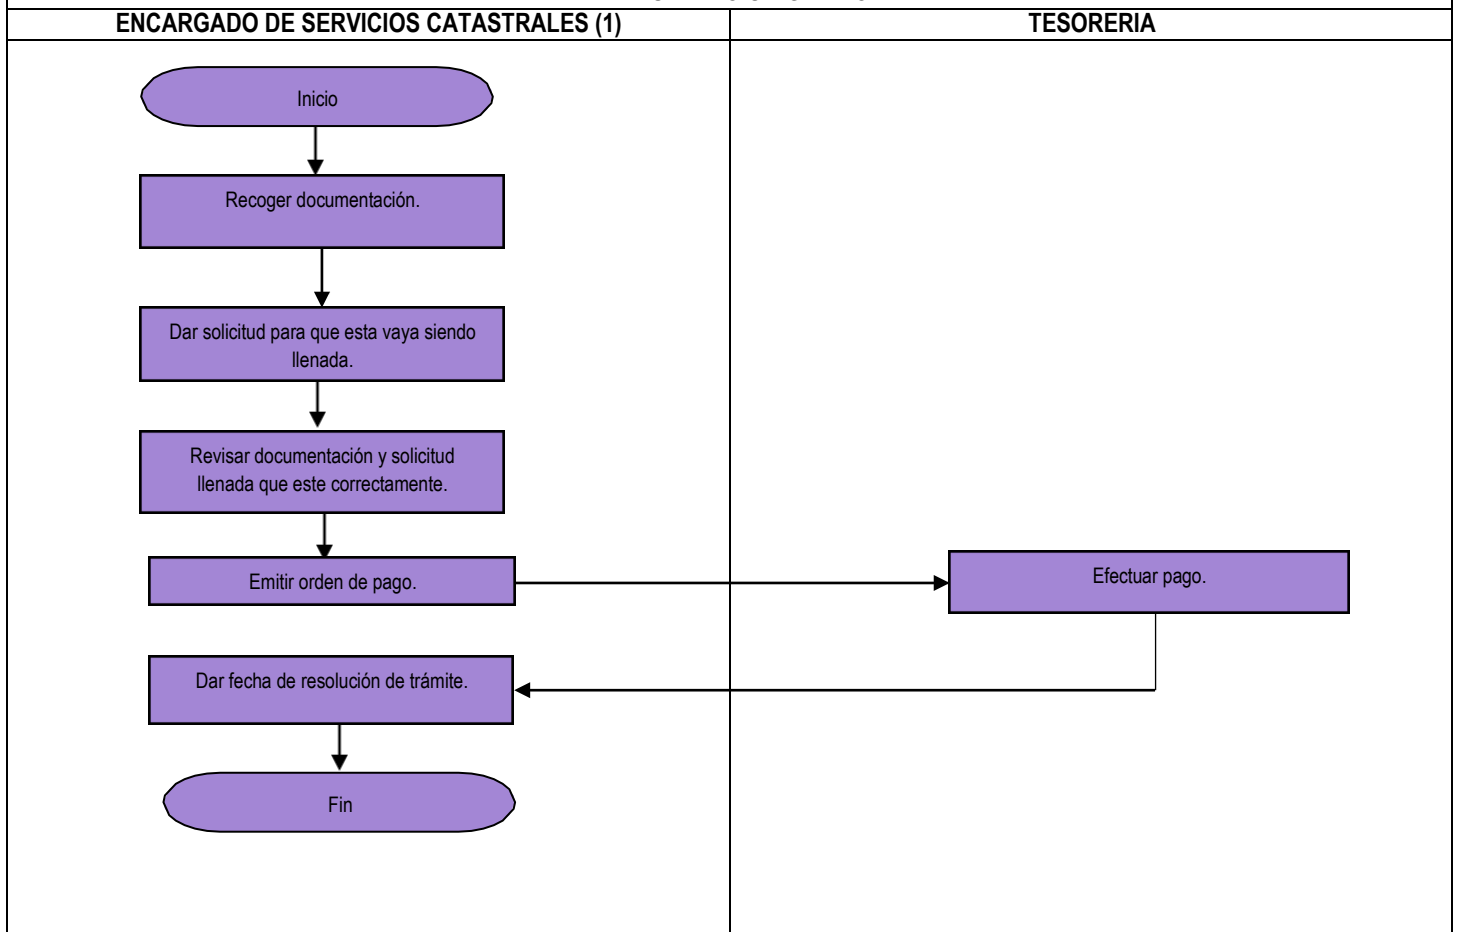 ENCARGADO DE SERVICIOS CATASTRALES (1)
TESORERIA
Inicio
Recoger documentación.
Dar solicitud para que esta vaya siendo
llenada.
Revisar documentación y solicitud
llenada que este correctamente.
Emitir orden de pago.
Efectuar pago.
Dar fecha de resolución de trámite.
Fin